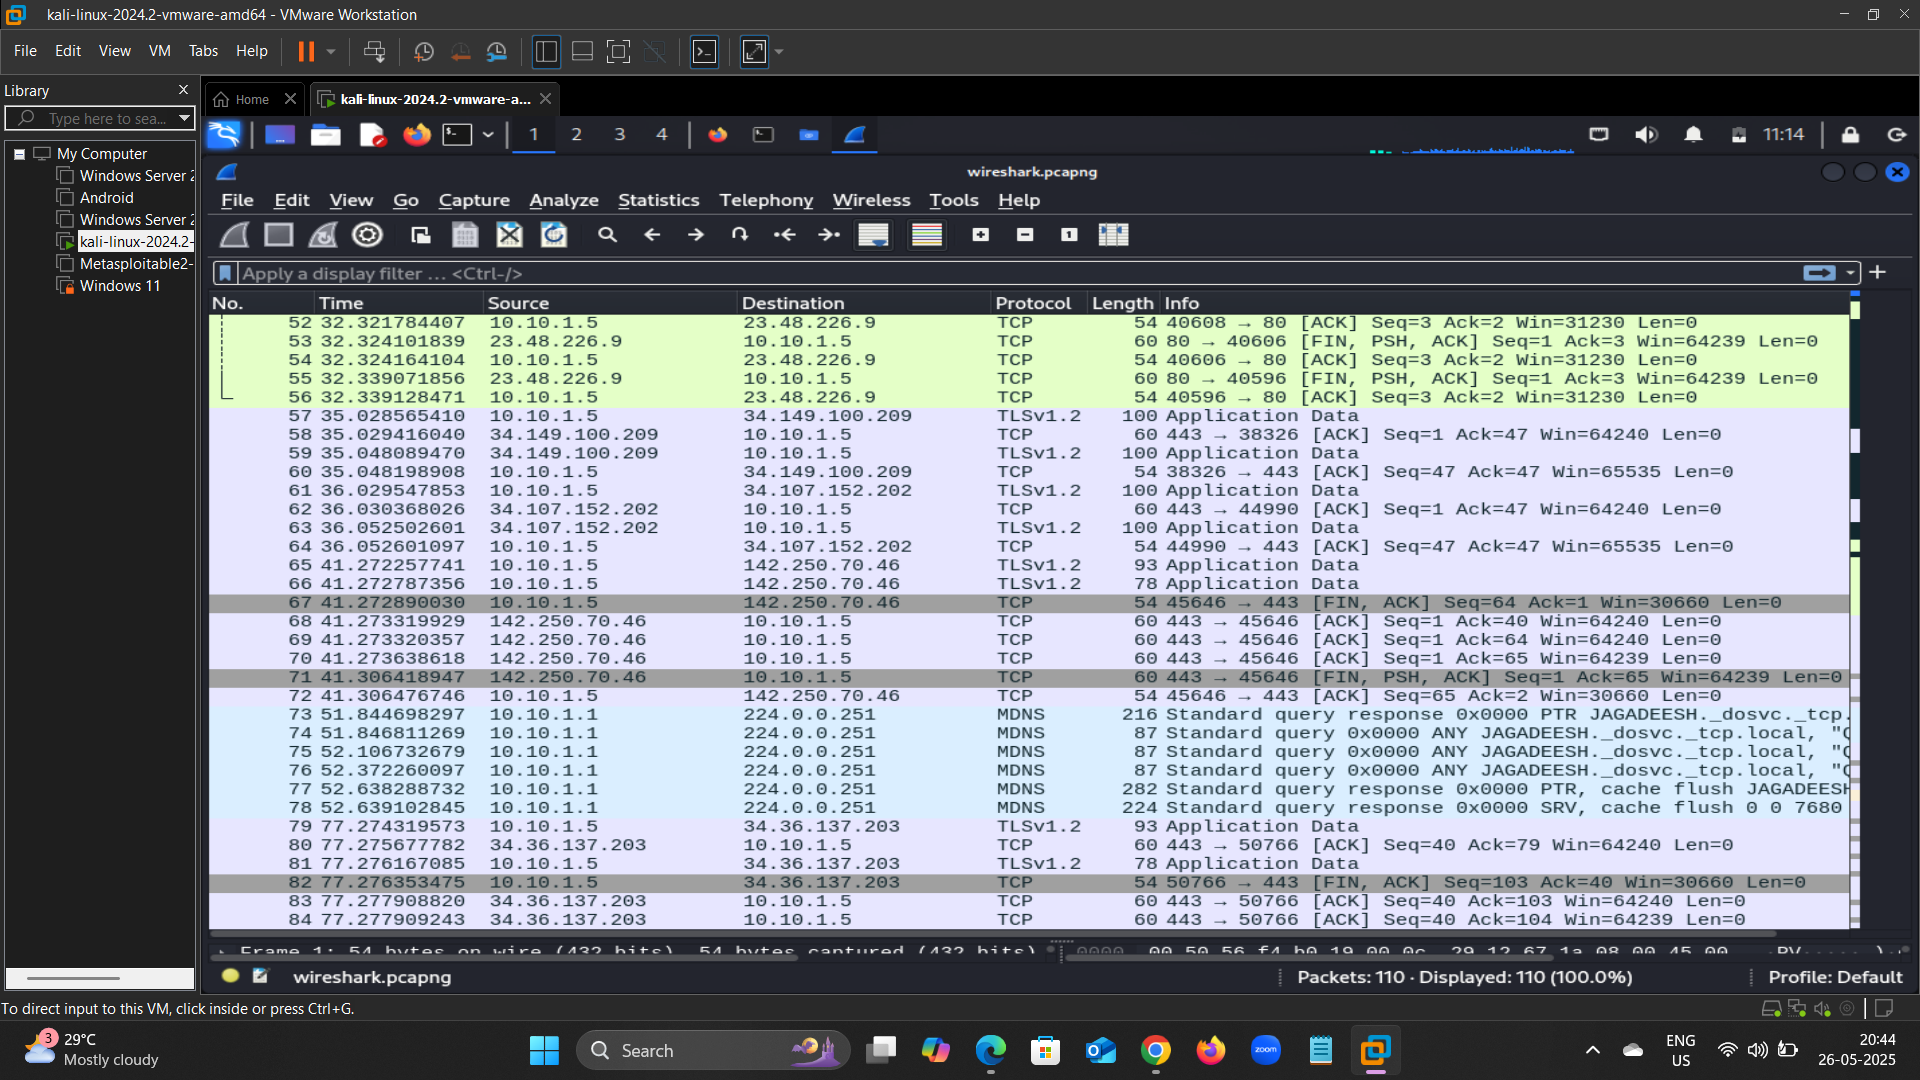 kali-linux-2024.2-vmware-amd64 - VMware Workstation
File Edit View VM Tabs Help
Library
Type here to sea...
My Computer
Windows Server 2
Android
Windows Server 2
kali-linux-2024.2-
Metasploitable2-
Windows 11
Home
kali-linux-2024.2-vmware-a...
1 2 3 4
11:14
wireshark.pcapng
File Edit View Go Capture Analyze Statistics Telephony Wireless Tools Help
Apply a display filter … <Ctrl-/>
No. Time Source Destination Protocol Length Info
52 32.321784407 10.10.1.5 23.48.226.9 TCP 54 40608 → 80 [ACK] Seq=3 Ack=2 Win=31230 Len=0
53 32.324101839 23.48.226.9 10.10.1.5 TCP 60 80 → 40606 [FIN, PSH, ACK] Seq=1 Ack=3 Win=64239 Len=0
54 32.324164104 10.10.1.5 23.48.226.9 TCP 54 40606 → 80 [ACK] Seq=3 Ack=2 Win=31230 Len=0
55 32.339071856 23.48.226.9 10.10.1.5 TCP 60 80 → 40596 [FIN, PSH, ACK] Seq=1 Ack=3 Win=64239 Len=0
56 32.339128471 10.10.1.5 23.48.226.9 TCP 54 40596 → 80 [ACK] Seq=3 Ack=2 Win=31230 Len=0
57 35.028565410 10.10.1.5 34.149.100.209 TLSv1.2 100 Application Data
58 35.029416040 34.149.100.209 10.10.1.5 TCP 60 443 → 38326 [ACK] Seq=1 Ack=47 Win=64240 Len=0
59 35.048089470 34.149.100.209 10.10.1.5 TLSv1.2 100 Application Data
60 35.048198908 10.10.1.5 34.149.100.209 TCP 54 38326 → 443 [ACK] Seq=47 Ack=47 Win=65535 Len=0
61 36.029547853 10.10.1.5 34.107.152.202 TLSv1.2 100 Application Data
62 36.030368026 34.107.152.202 10.10.1.5 TCP 60 443 → 44990 [ACK] Seq=1 Ack=47 Win=64240 Len=0
63 36.052502601 34.107.152.202 10.10.1.5 TLSv1.2 100 Application Data
64 36.052601097 10.10.1.5 34.107.152.202 TCP 54 44990 → 443 [ACK] Seq=47 Ack=47 Win=65535 Len=0
65 41.272257741 10.10.1.5 142.250.70.46 TLSv1.2 93 Application Data
66 41.272787356 10.10.1.5 142.250.70.46 TLSv1.2 78 Application Data
67 41.272890030 10.10.1.5 142.250.70.46 TCP 54 45646 → 443 [FIN, ACK] Seq=64 Ack=1 Win=30660 Len=0
68 41.273319929 142.250.70.46 10.10.1.5 TCP 60 443 → 45646 [ACK] Seq=1 Ack=40 Win=64240 Len=0
69 41.273320357 142.250.70.46 10.10.1.5 TCP 60 443 → 45646 [ACK] Seq=1 Ack=64 Win=64240 Len=0
70 41.273638618 142.250.70.46 10.10.1.5 TCP 60 443 → 45646 [ACK] Seq=1 Ack=65 Win=64239 Len=0
71 41.306418947 142.250.70.46 10.10.1.5 TCP 60 443 → 45646 [FIN, PSH, ACK] Seq=1 Ack=65 Win=64239 Len=0
72 41.306476746 10.10.1.5 142.250.70.46 TCP 54 45646 → 443 [ACK] Seq=65 Ack=2 Win=30660 Len=0
73 51.844698297 10.10.1.1 224.0.0.251 MDNS 216 Standard query response 0x0000 PTR JAGADEESH._dosvc._tcp.
74 51.846811269 10.10.1.1 224.0.0.251 MDNS 87 Standard query 0x0000 ANY JAGADEESH._dosvc._tcp.local, "Q
75 52.106732679 10.10.1.1 224.0.0.251 MDNS 87 Standard query 0x0000 ANY JAGADEESH._dosvc._tcp.local, "Q
76 52.372260097 10.10.1.1 224.0.0.251 MDNS 87 Standard query 0x0000 ANY JAGADEESH._dosvc._tcp.local, "Q
77 52.638288732 10.10.1.1 224.0.0.251 MDNS 282 Standard query response 0x0000 PTR, cache flush JAGADEESH
78 52.639102845 10.10.1.1 224.0.0.251 MDNS 224 Standard query response 0x0000 SRV, cache flush 0 0 7680
79 77.274319573 10.10.1.5 34.36.137.203 TLSv1.2 93 Application Data
80 77.275677782 34.36.137.203 10.10.1.5 TCP 60 443 → 50766 [ACK] Seq=40 Ack=79 Win=64240 Len=0
81 77.276167085 10.10.1.5 34.36.137.203 TLSv1.2 78 Application Data
82 77.276353475 10.10.1.5 34.36.137.203 TCP 54 50766 → 443 [FIN, ACK] Seq=103 Ack=40 Win=30660 Len=0
83 77.277908820 34.36.137.203 10.10.1.5 TCP 60 443 → 50766 [ACK] Seq=40 Ack=103 Win=64240 Len=0
84 77.277909243 34.36.137.203 10.10.1.5 TCP 60 443 → 50766 [ACK] Seq=40 Ack=104 Win=64239 Len=0
Frame 1: 54 bytes on wire (432 bits), 54 bytes captured (432 bits) 0000 00 50 56 f4 b0 19 00 0c 29 12 67 1a 08 00 45 00
wireshark.pcapng
Packets: 110 · Displayed: 110 (100.0%)
Profile: Default
To direct input to this VM, click inside or press Ctrl+G.
3
29°C
Mostly cloudy
Search
zoom
ENG
US
20:44
26-05-2025